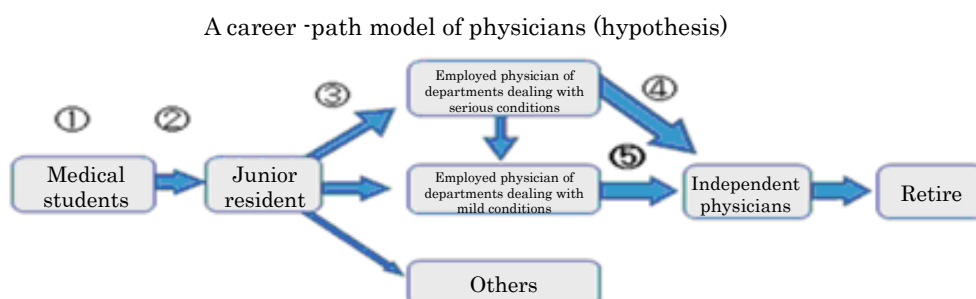 A career -path model of physicians (hypothesis)
①
②
③
④
⑤
Medical
students
Junior
resident
Employed physician of
departments dealing with
serious conditions
Employed physician of
departments dealing with
mild conditions
Others
Independent
physicians
Retire